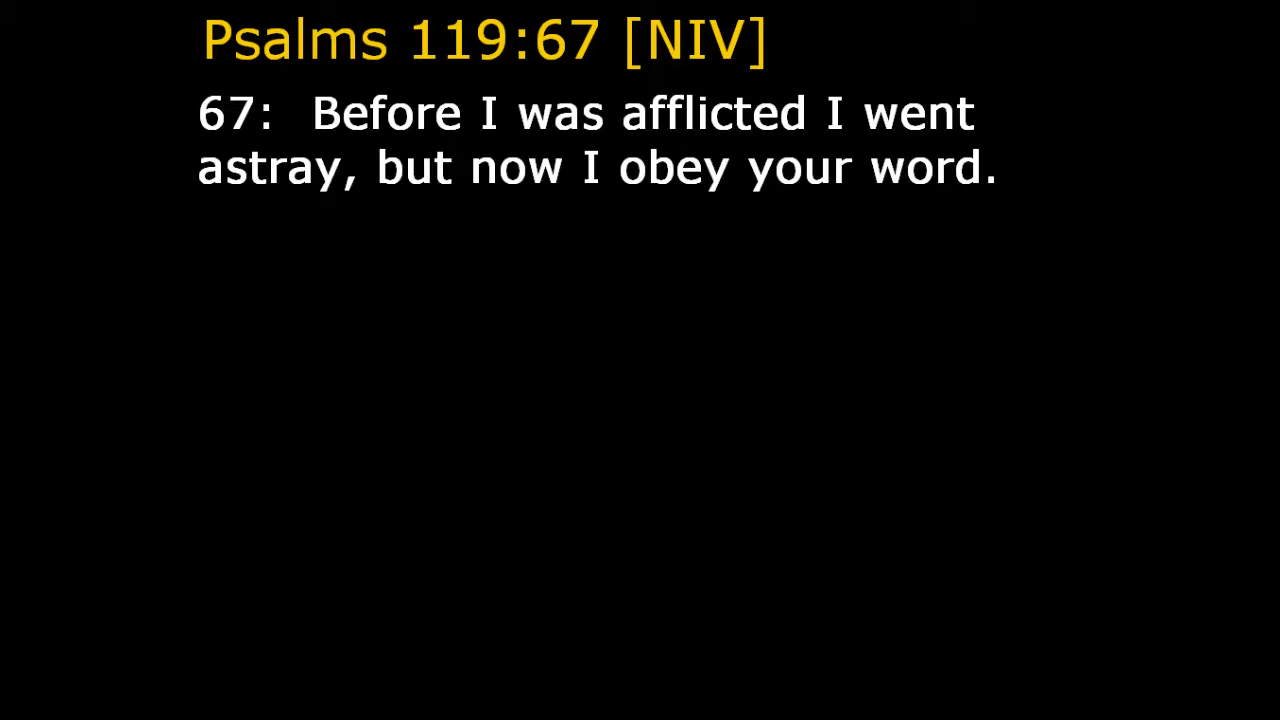 Psalms 119:67 [NIV]
67: Before I was afflicted I went
astray, but now I obey your word.